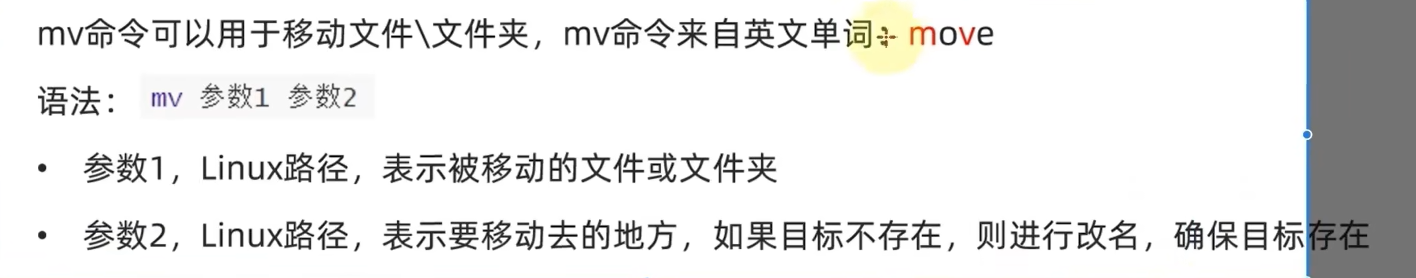 mv命令可以用于移动文件\文件夹，mv命令来自英文单词：move
语法： mv 参数1 参数2
• 参数1，Linux路径，表示被移动的文件或文件夹
• 参数2，Linux路径，表示要移动去的地方，如果目标不存在，则进行改名，确保目标存在